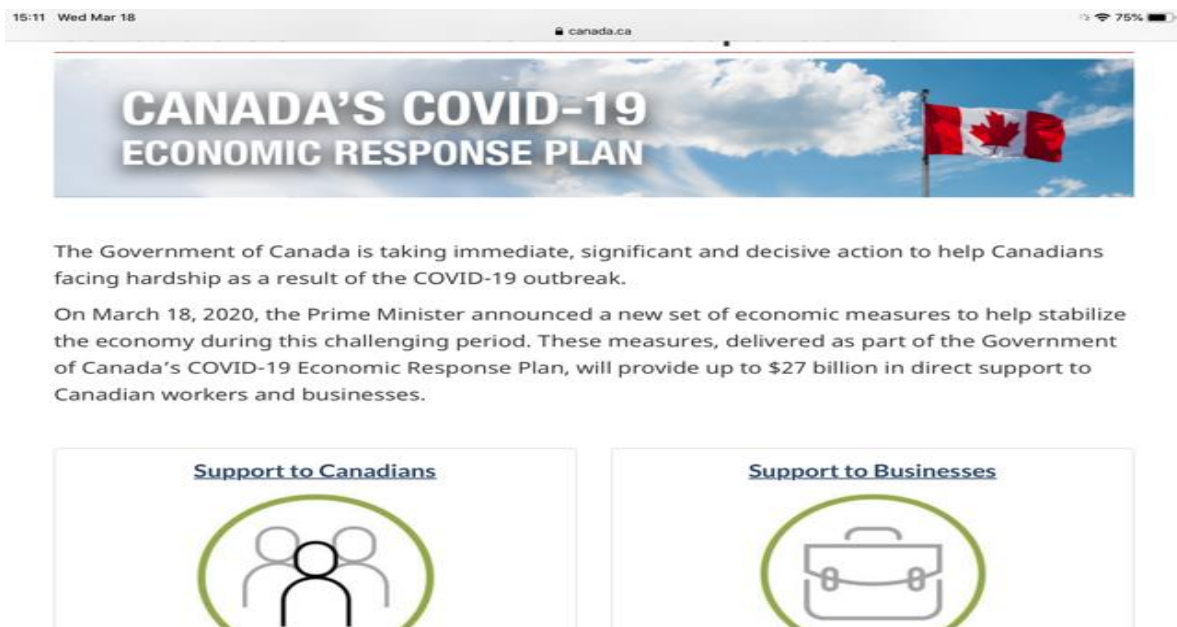 15:11 Wed Mar 18
75%
canada.ca
CANADA'S COVID-19
ECONOMIC RESPONSE PLAN
The Government of Canada is taking immediate, significant and decisive action to help Canadians
facing hardship as a result of the COVID-19 outbreak.
On March 18, 2020, the Prime Minister announced a new set of economic measures to help stabilize
the economy during this challenging period. These measures, delivered as part of the Government
of Canada's COVID-19 Economic Response Plan, will provide up to $27 billion in direct support to
Canadian workers and businesses.
Support to Canadians
Support to Businesses